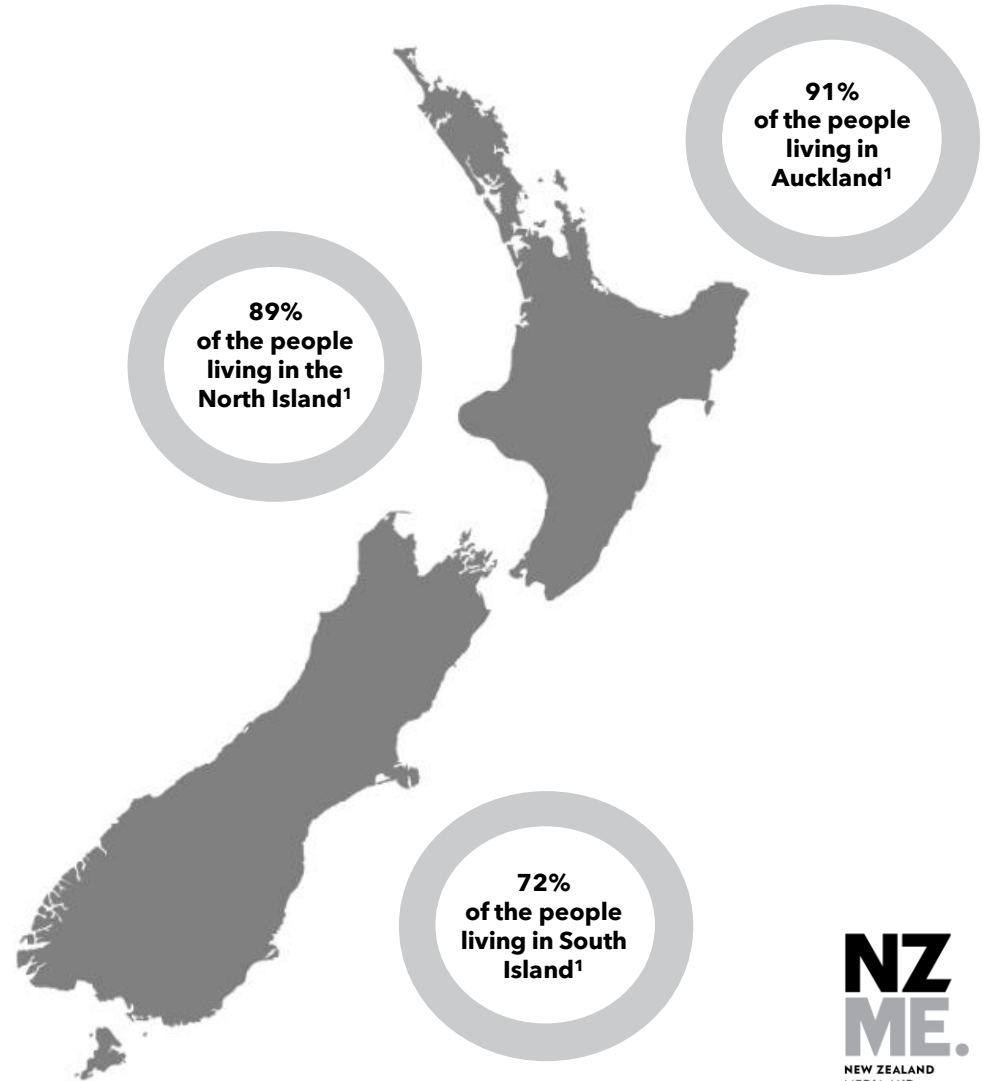 91%
of the people
living in
Auckland¹
89%
of the people
living in the
North Island¹
72%
of the people
living in South
Island¹
NZ
ME.
NEW ZEALAND